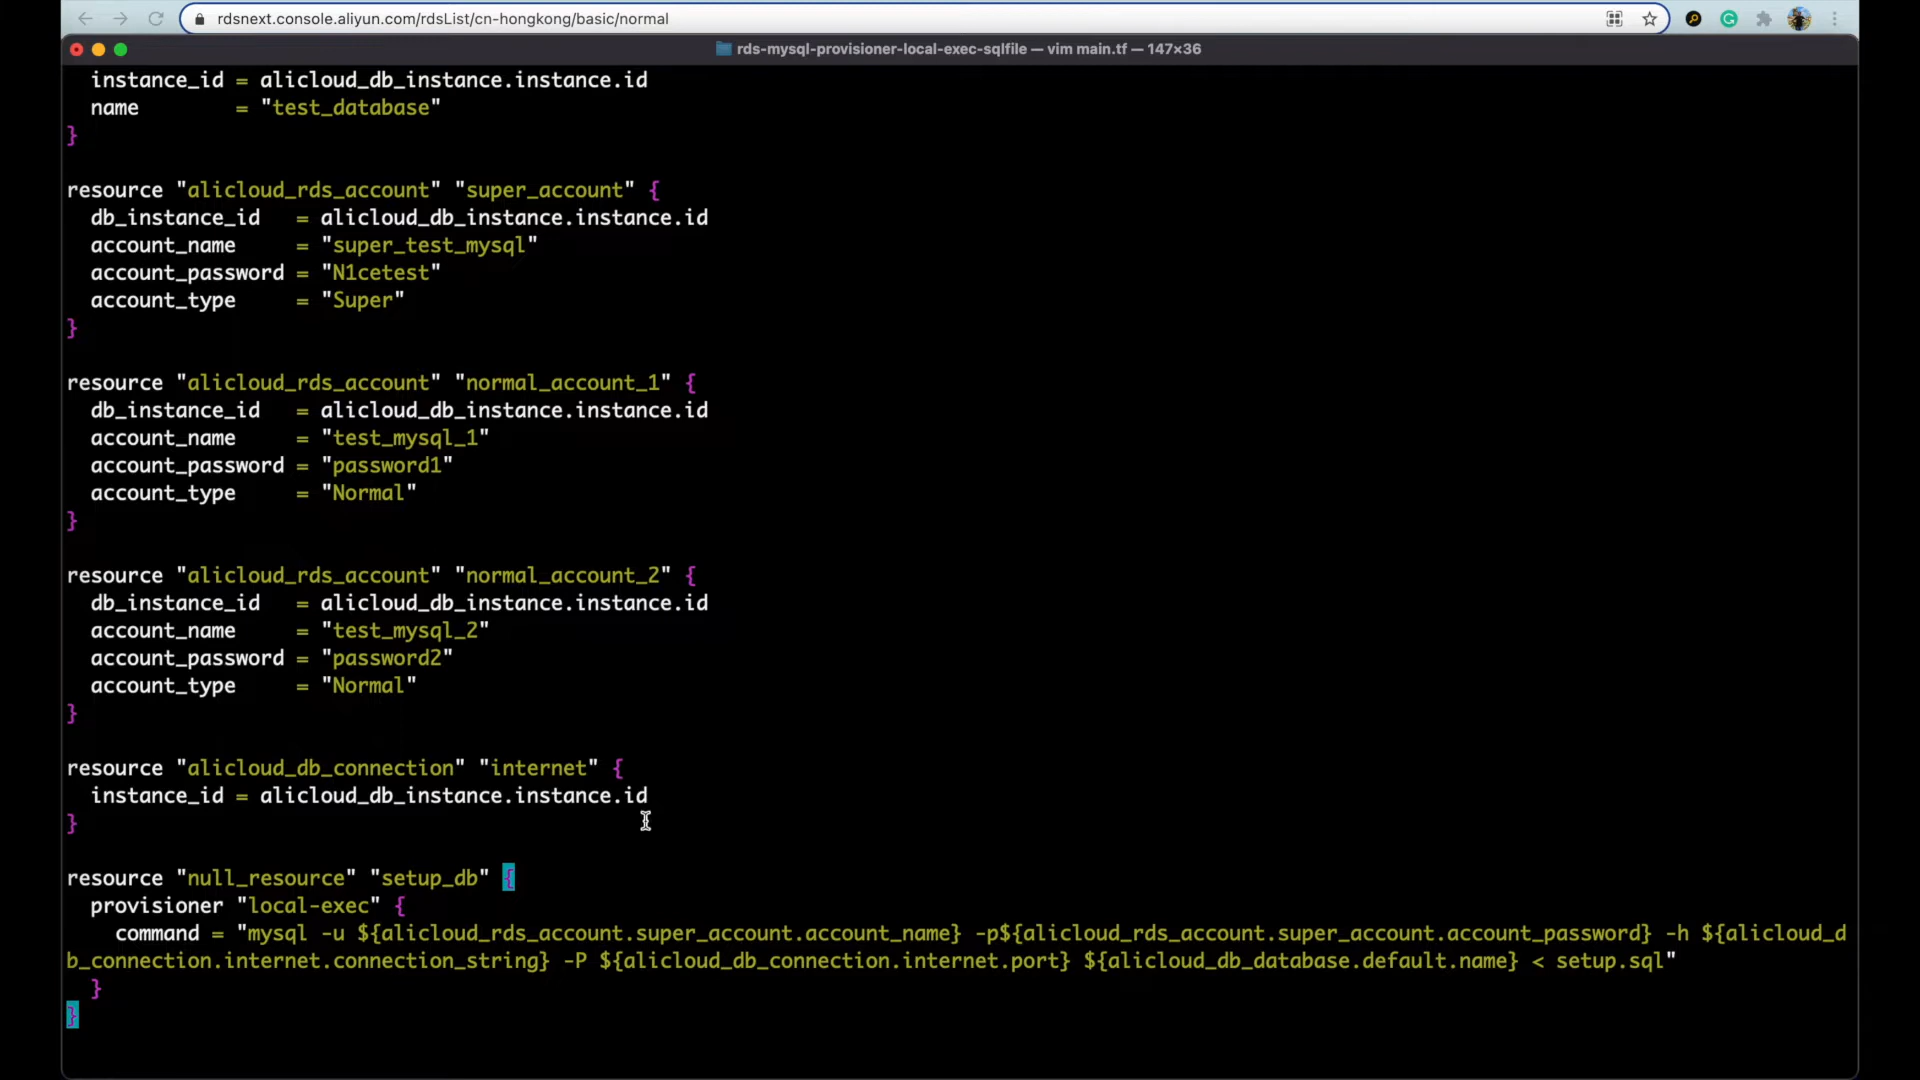 rdsnext.console.aliyun.com/rdsList/cn-hongkong/basic/normal
rds-mysql-provisioner-local-exec-sqlfile — vim main.tf — 147×36
  instance_id = alicloud_db_instance.instance.id
  name        = "test_database"
}

resource "alicloud_rds_account" "super_account" {
  db_instance_id   = alicloud_db_instance.instance.id
  account_name     = "super_test_mysql"
  account_password = "N1cetest"
  account_type     = "Super"
}

resource "alicloud_rds_account" "normal_account_1" {
  db_instance_id   = alicloud_db_instance.instance.id
  account_name     = "test_mysql_1"
  account_password = "password1"
  account_type     = "Normal"
}

resource "alicloud_rds_account" "normal_account_2" {
  db_instance_id   = alicloud_db_instance.instance.id
  account_name     = "test_mysql_2"
  account_password = "password2"
  account_type     = "Normal"
}

resource "alicloud_db_connection" "internet" {
  instance_id = alicloud_db_instance.instance.id
}

resource "null_resource" "setup_db" {
  provisioner "local-exec" {
    command = "mysql -u ${alicloud_rds_account.super_account.account_name} -p${alicloud_rds_account.super_account.account_password} -h ${alicloud_d
b_connection.internet.connection_string} -P ${alicloud_db_connection.internet.port} ${alicloud_db_database.default.name} < setup.sql"
  }
}